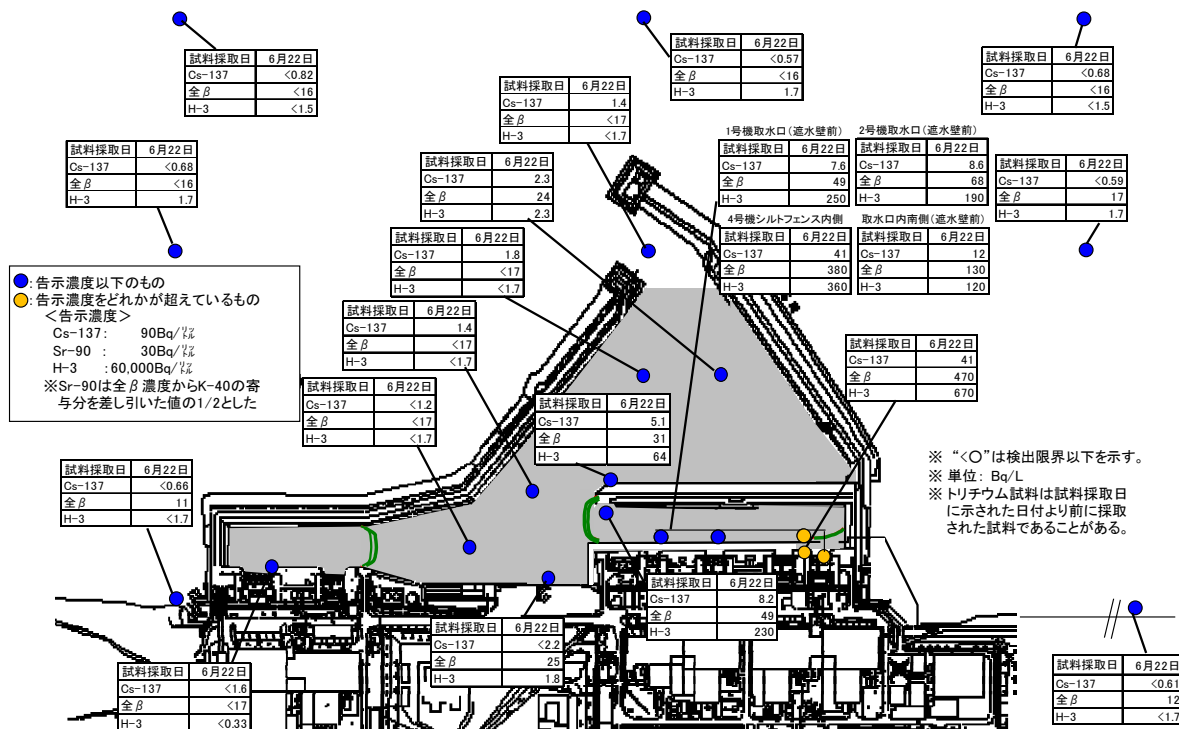 試料採取日 6月22日
Cs-137 <0.82
全β <16
H-3 <1.5
試料採取日 6月22日
Cs-137 <0.57
全β <16
H-3 1.7
試料採取日 6月22日
Cs-137 <0.68
全β <16
H-3 <1.5
試料採取日 6月22日
Cs-137 1.4
全β <17
H-3 <1.7
試料採取日 6月22日
Cs-137 <0.68
全β <16
H-3 1.7
試料採取日 6月22日
Cs-137 2.3
全β 24
H-3 2.3
1号機取水口(遮水壁前)
試料採取日 6月22日
Cs-137 7.6
全β 49
H-3 250
2号機取水口(遮水壁前)
試料採取日 6月22日
Cs-137 8.6
全β 68
H-3 190
試料採取日 6月22日
Cs-137 <0.59
全β 17
H-3 1.7
4号機シルトフェンス内側
試料採取日 6月22日
Cs-137 41
全β 380
H-3 360
取水口内南側(遮水壁前)
試料採取日 6月22日
Cs-137 12
全β 130
H-3 120
試料採取日 6月22日
Cs-137 1.8
全β <17
H-3 <1.7
:告示濃度以下のもの
:告示濃度をどれかが超えているもの
<告示濃度>
Cs-137: 90Bq/㍑
Sr-90 : 30Bq/㍑
H-3 :60,000Bq/㍑
※Sr-90は全β濃度からK-40の寄
与分を差し引いた値の1/2とした
試料採取日 6月22日
Cs-137 1.4
全β <17
H-3 <1.7
試料採取日 6月22日
Cs-137 41
全β 470
H-3 670
試料採取日 6月22日
Cs-137 <1.2
全β <17
H-3 <1.7
試料採取日 6月22日
Cs-137 5.1
全β 31
H-3 64
※ “<○”は検出限界以下を示す。
※ 単位: Bq/L
※ トリチウム試料は試料採取日
に示された日付より前に採取
された試料であることがある。
試料採取日 6月22日
Cs-137 <0.66
全β 11
H-3 <1.7
試料採取日 6月22日
Cs-137 8.2
全β 49
H-3 230
試料採取日 6月22日
Cs-137 <2.2
全β 25
H-3 1.8
試料採取日 6月22日
Cs-137 <1.6
全β <17
H-3 <0.33
試料採取日 6月22日
Cs-137 <0.61
全β 12
H-3 <1.7